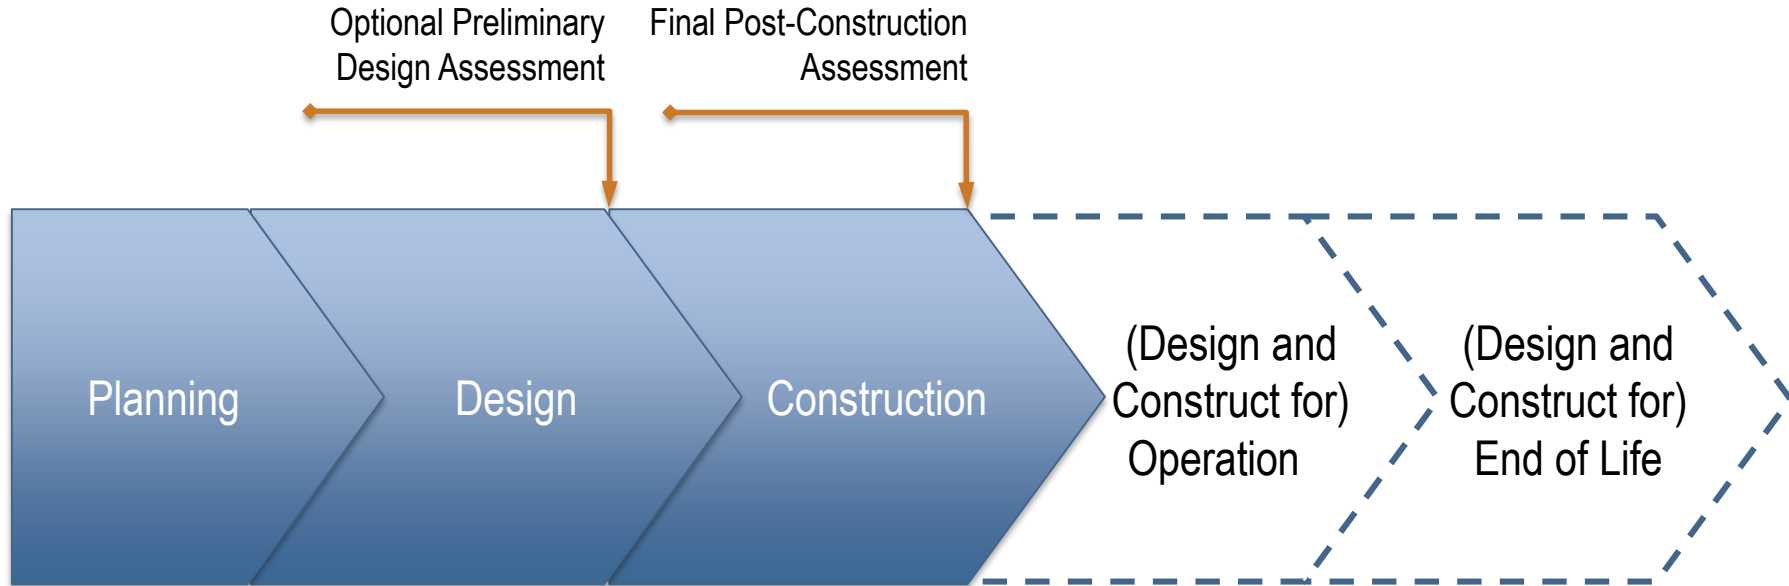 Optional Preliminary
Design Assessment
Final Post-Construction
Assessment
Planning
Design
Construction
(Design and
Construct for)
Operation
(Design and
Construct for)
End of Life